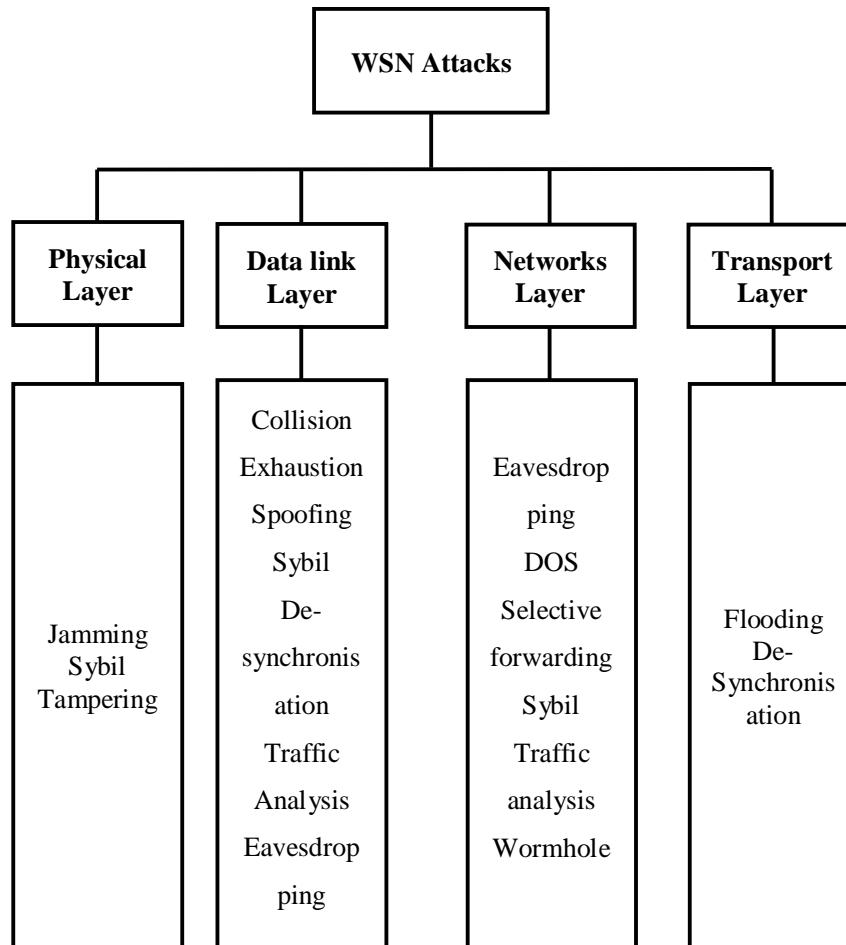 WSN Attacks
Physical
Layer
Data link
Layer
Networks
Layer
Transport
Layer
Jamming
Sybil
Tampering
Collision
Exhaustion
Spoofing
Sybil
De-
synchronis
ation
Traffic
Analysis
Eavesdrop
ping
Eavesdrop
ping
DOS
Selective
forwarding
Sybil
Traffic
analysis
Wormhole
Flooding
De-
Synchronis
ation